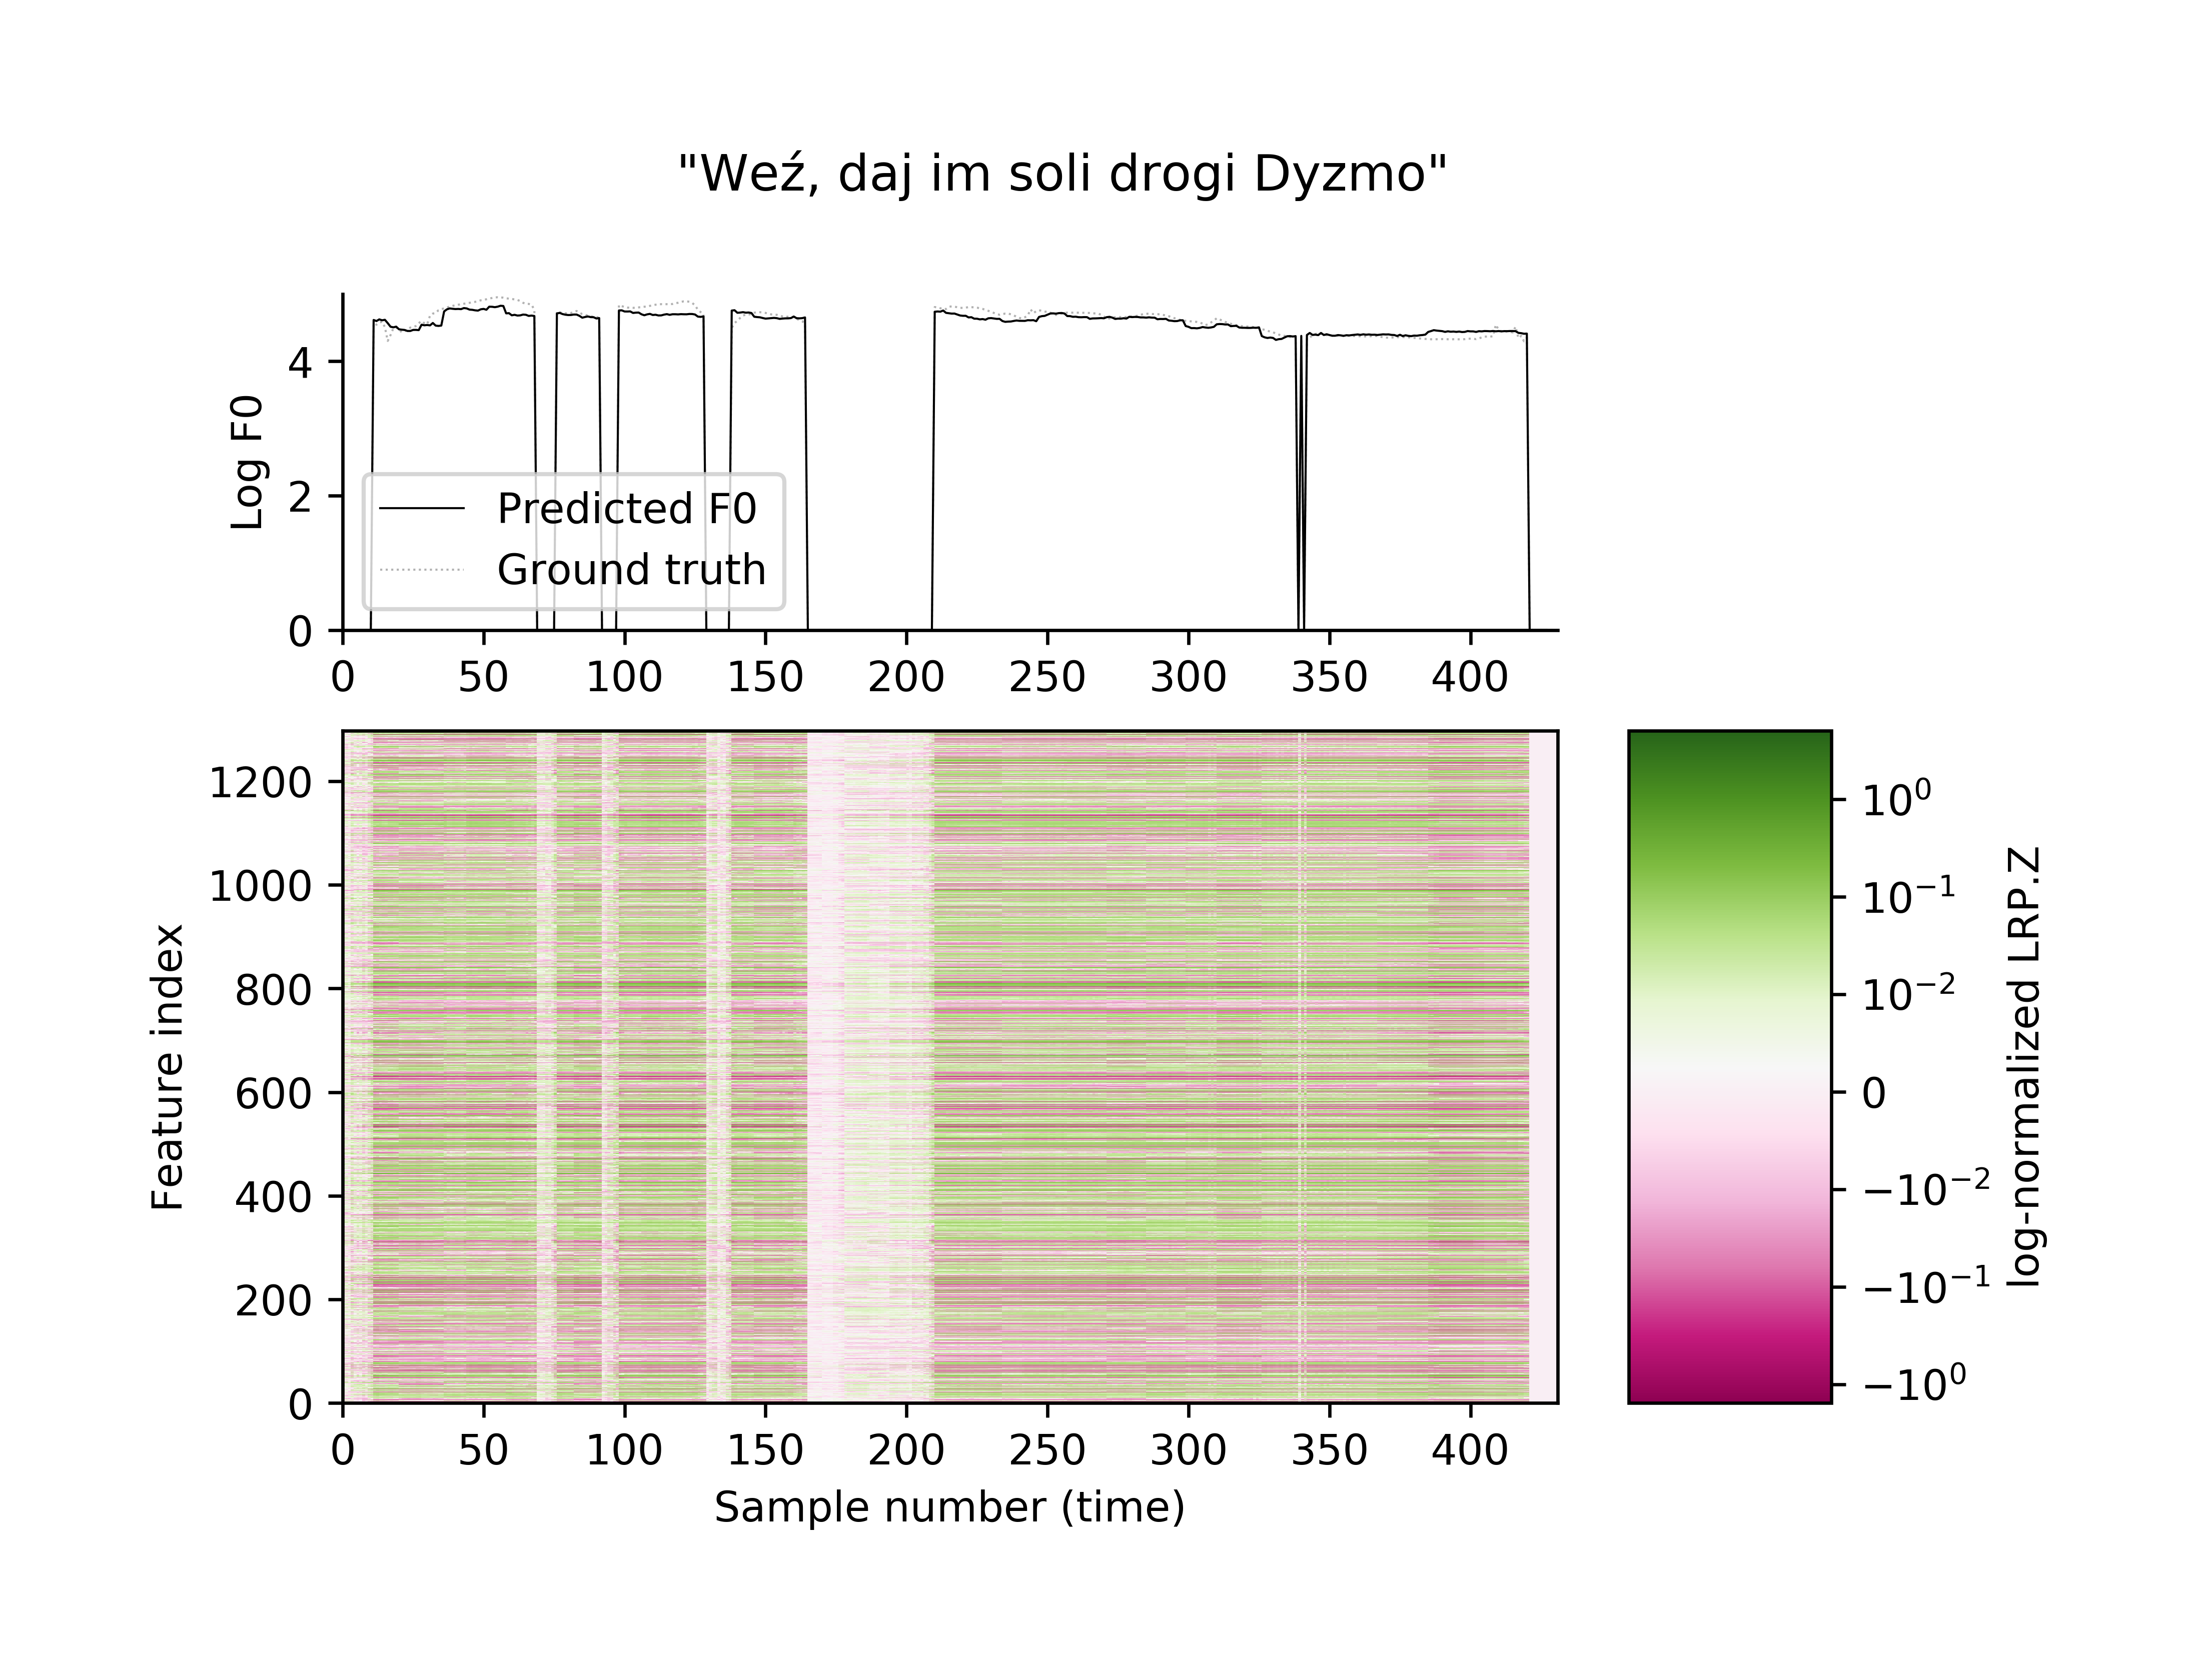 "Weź, daj im soli drogi Dyzmo"
Log F0
4
2
0
Predicted F0
Ground truth
0 50 100 150 200 250 300 350 400
Feature index
1200
1000
800
600
400
200
0
0 50 100 150 200 250 300 350 400
Sample number (time)
10⁰
10⁻¹
10⁻²
0
−10⁻²
−10⁻¹
−10⁰
log-normalized LRP.Z